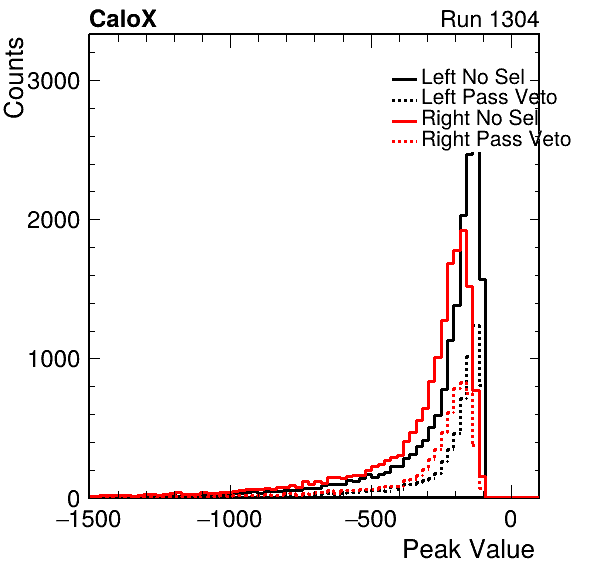 CaloX Run 1304
Counts
3000
2000
1000
0
Left No Sel
Left Pass Veto
Right No Sel
Right Pass Veto
−1500 −1000 −500 0
Peak Value